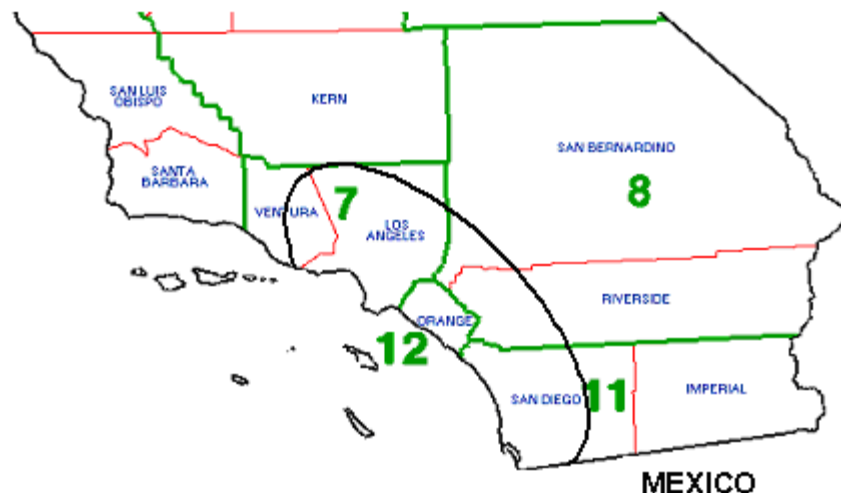 SAN LUIS
OBISPO
KERN
SAN BERNARDINO
SANTA
BARBARA
8
VENTURA
7
LOS
ANGELES
RIVERSIDE
ORANGE
12
SAN DIEGO
11
IMPERIAL
MEXICO